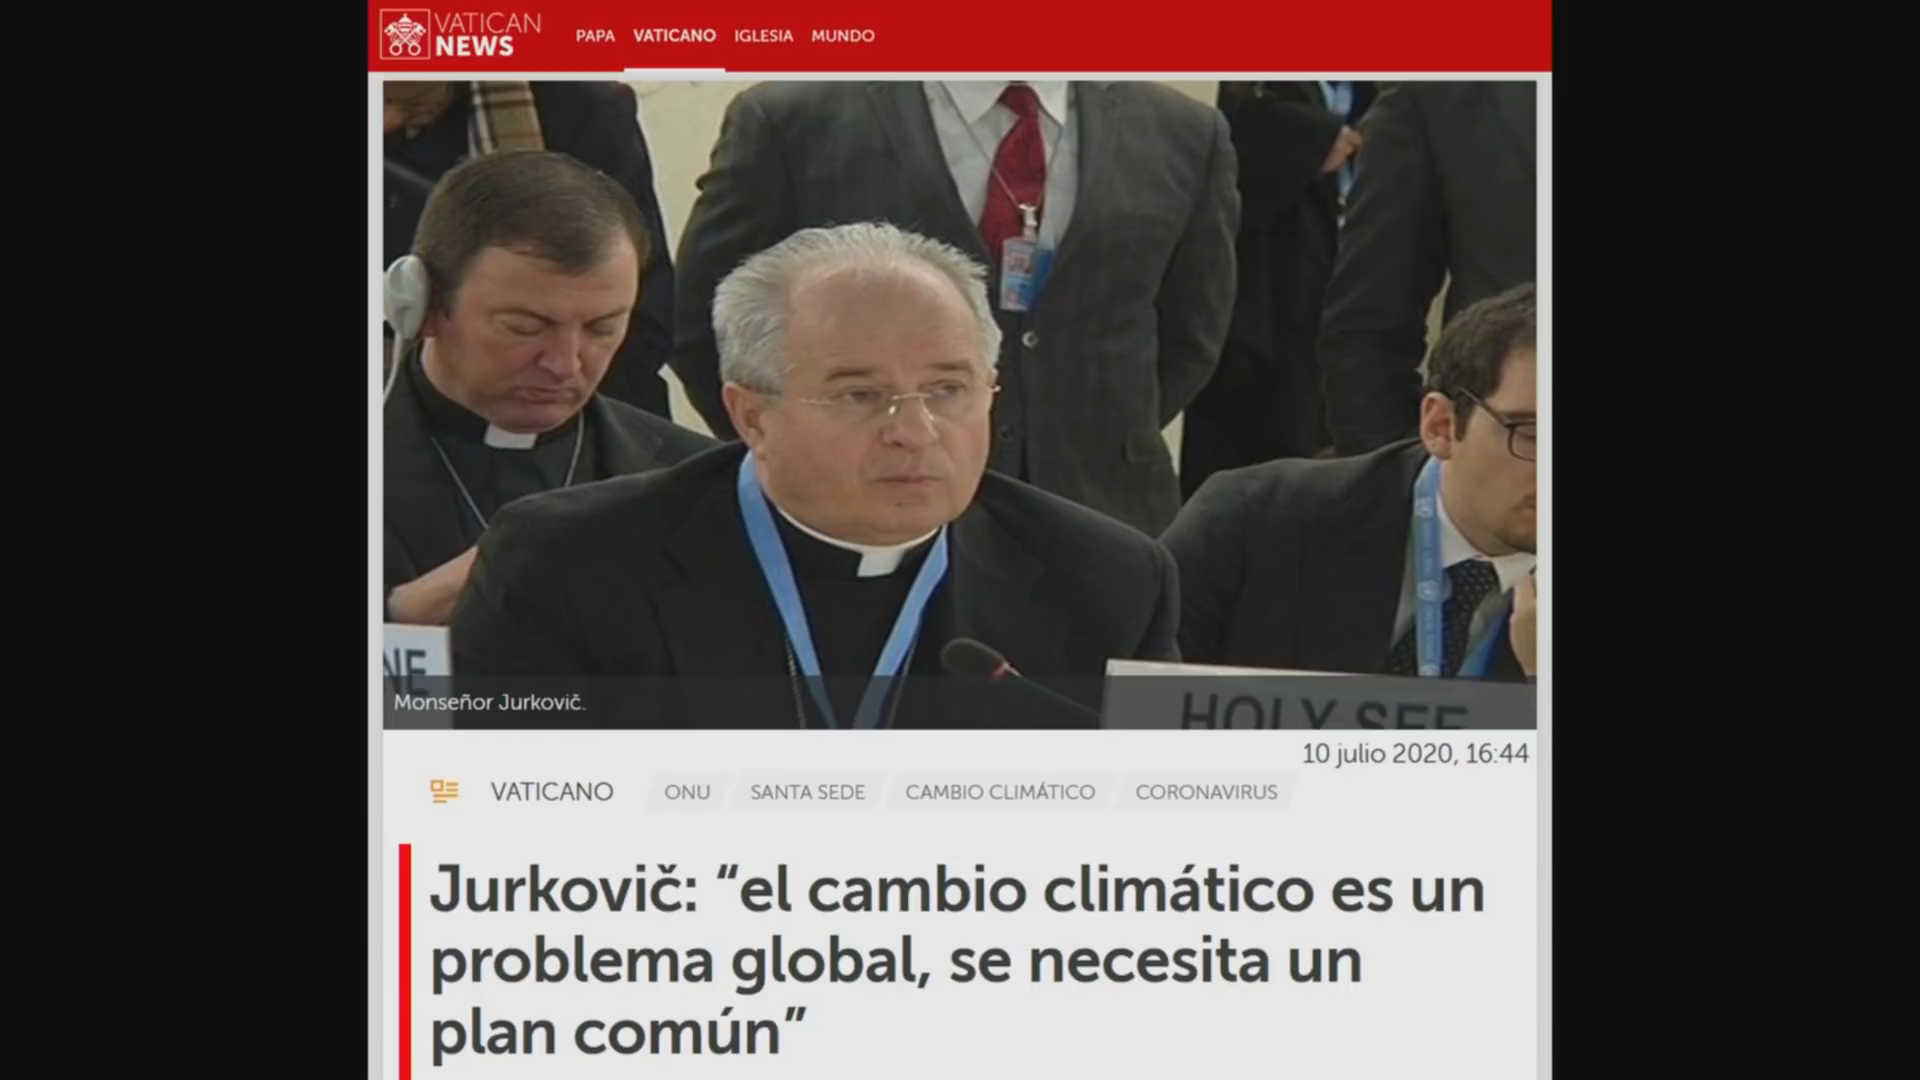 VATICAN
NEWS
PAPA VATICANO IGLESIA MUNDO
NE
HOLY SEE
Monseñor Jurkovič.
10 julio 2020, 16:44
VATICANO ONU SANTA SEDE CAMBIO CLIMÁTICO CORONAVIRUS
Jurkovič: “el cambio climático es un
problema global, se necesita un
plan común”